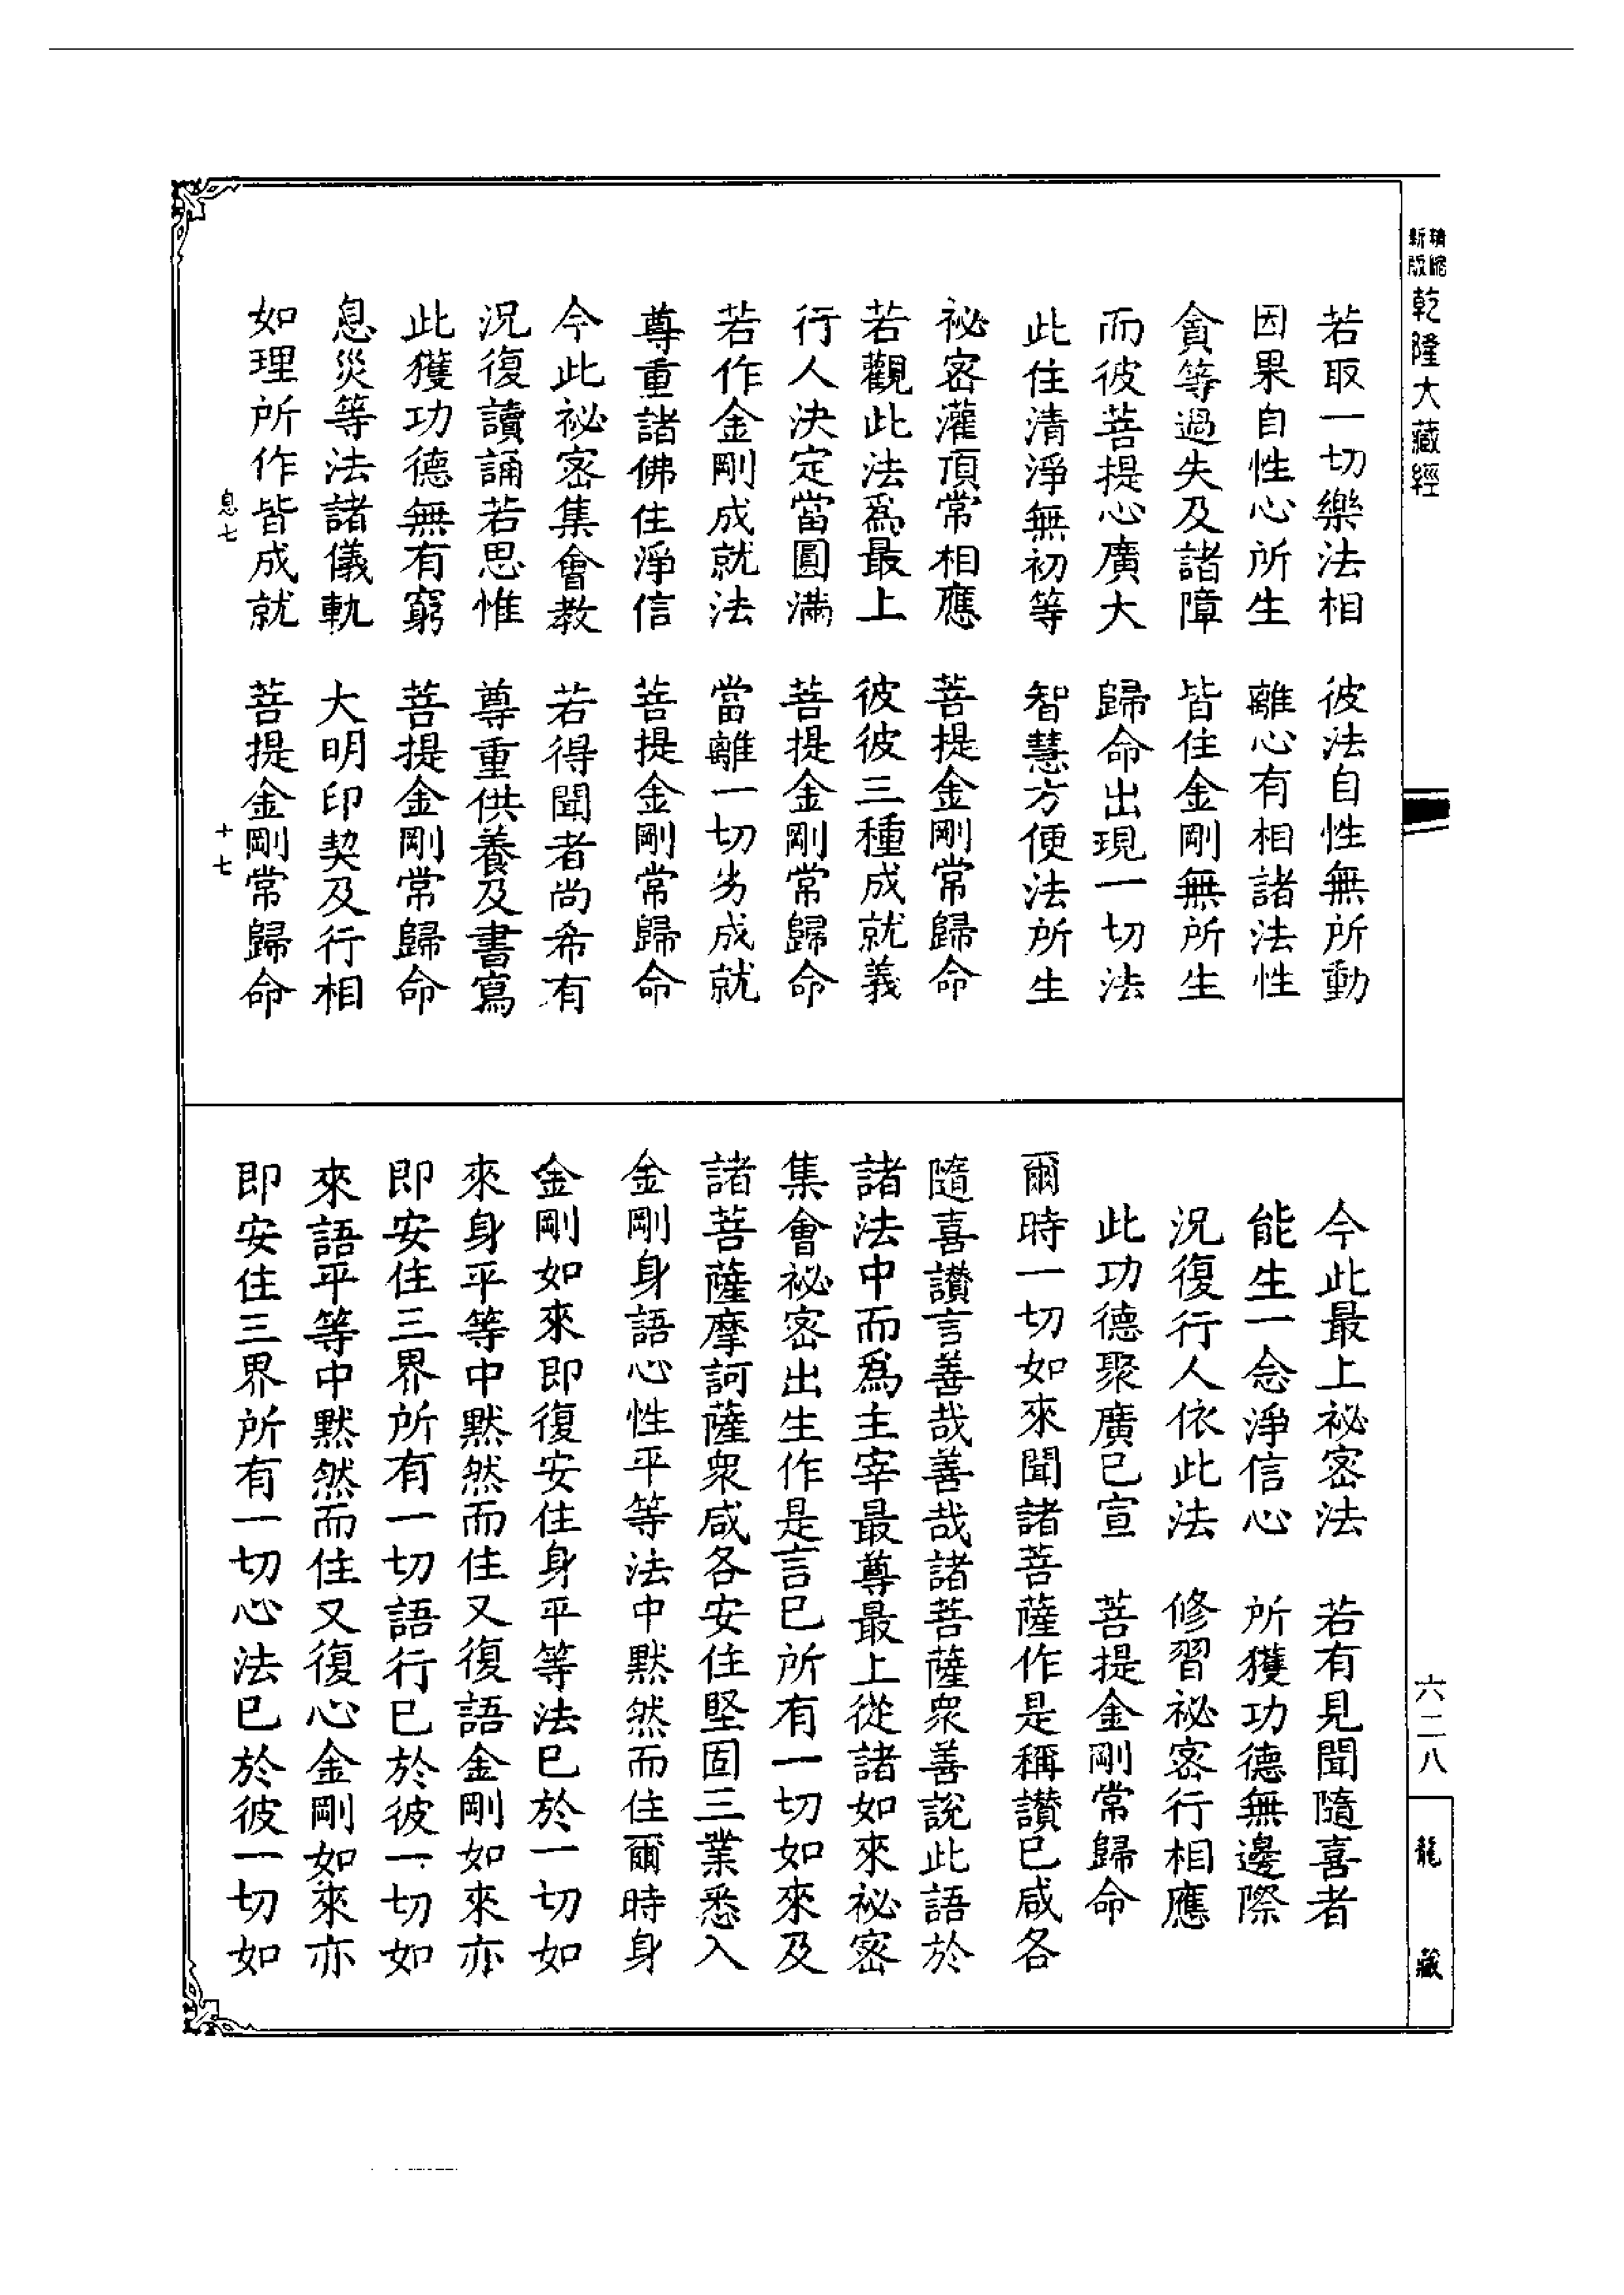 精縮新版乾隆大藏經
若取一切樂法相　彼法自性無所動
因果自性心所生　離心有相諸法性
貪等過失及諸障　皆住金剛無所生
而彼菩提心廣大　歸命出現一切法
此住清淨無初等　智慧方便法所生
祕密灌頂常相應　菩提金剛常歸命
若觀此法爲最上　彼彼三種成就義
行人決定當圓滿　菩提金剛常歸命
若作金剛成就法　當離一切劣成就
尊重諸佛住淨信　菩提金剛常歸命
今此祕密集會教　若得聞者尚希有
況復讀誦若思惟　尊重供養及書寫
此獲功德無有窮　菩提金剛常歸命
息災等法諸儀軌　大明印契及行相
如理所作皆成就　菩提金剛常歸命
息七　十七
今此最上祕密法　若有見聞隨喜者
能生一念淨信心　所獲功德無邊際
況復行人依此法　修習祕密行相應
此功德聚廣已宣　菩提金剛常歸命
爾時一切如來聞諸菩薩作是稱讚已咸各
隨喜讚言善哉善哉諸菩薩衆善說此語於
諸法中而爲主宰最尊最上從諸如來祕密
集會祕密出生作是言已所有一切如來及
諸菩薩摩訶薩衆咸各安住堅固三業悉入
金剛身語心性平等法中默然而住爾時身
金剛如來即復安住身平等法已於一切如
來身平等中默然而住又復語金剛如來亦
即安住三界所有一切語行已於彼一切如
來語平等中默然而住又復心金剛如來亦
即安住三界所有一切心法已於彼一切如
六二八
龍藏